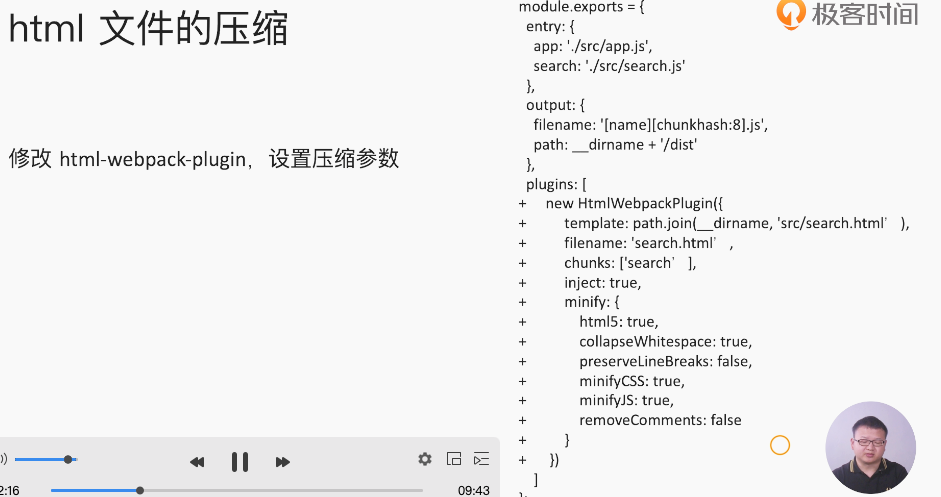 html 文件的压缩
修改 html-webpack-plugin，设置压缩参数
极客时间
module.exports = {
entry: {
app: './src/app.js',
search: './src/search.js'
},
output: {
filename: '[name][chunkhash:8].js',
path: __dirname + '/dist'
},
plugins: [
+ new HtmlWebpackPlugin({
+ template: path.join(__dirname, 'src/search.html’ ),
+ filename: 'search.html’ ,
+ chunks: ['search’ ],
+ inject: true,
+ minify: {
+ html5: true,
+ collapseWhitespace: true,
+ preserveLineBreaks: false,
+ minifyCSS: true,
+ minifyJS: true,
+ removeComments: false
+ }
+ })
]
2:16
09:43